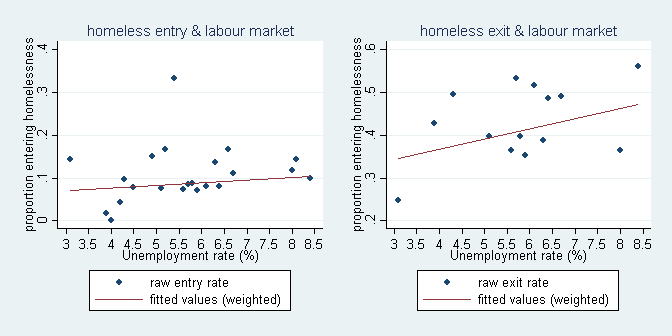 homeless entry & labour market
proportion entering homelessness
.4
.3
.2
.1
0
3 3.5 4 4.5 5 5.5 6 6.5 7 7.5 8 8.5
Unemployment rate (%)
raw entry rate
fitted values (weighted)
homeless exit & labour market
proportion entering homelessness
.6
.5
.4
.3
.2
3 3.5 4 4.5 5 5.5 6 6.5 7 7.5 8 8.5
Unemployment rate (%)
raw exit rate
fitted values (weighted)